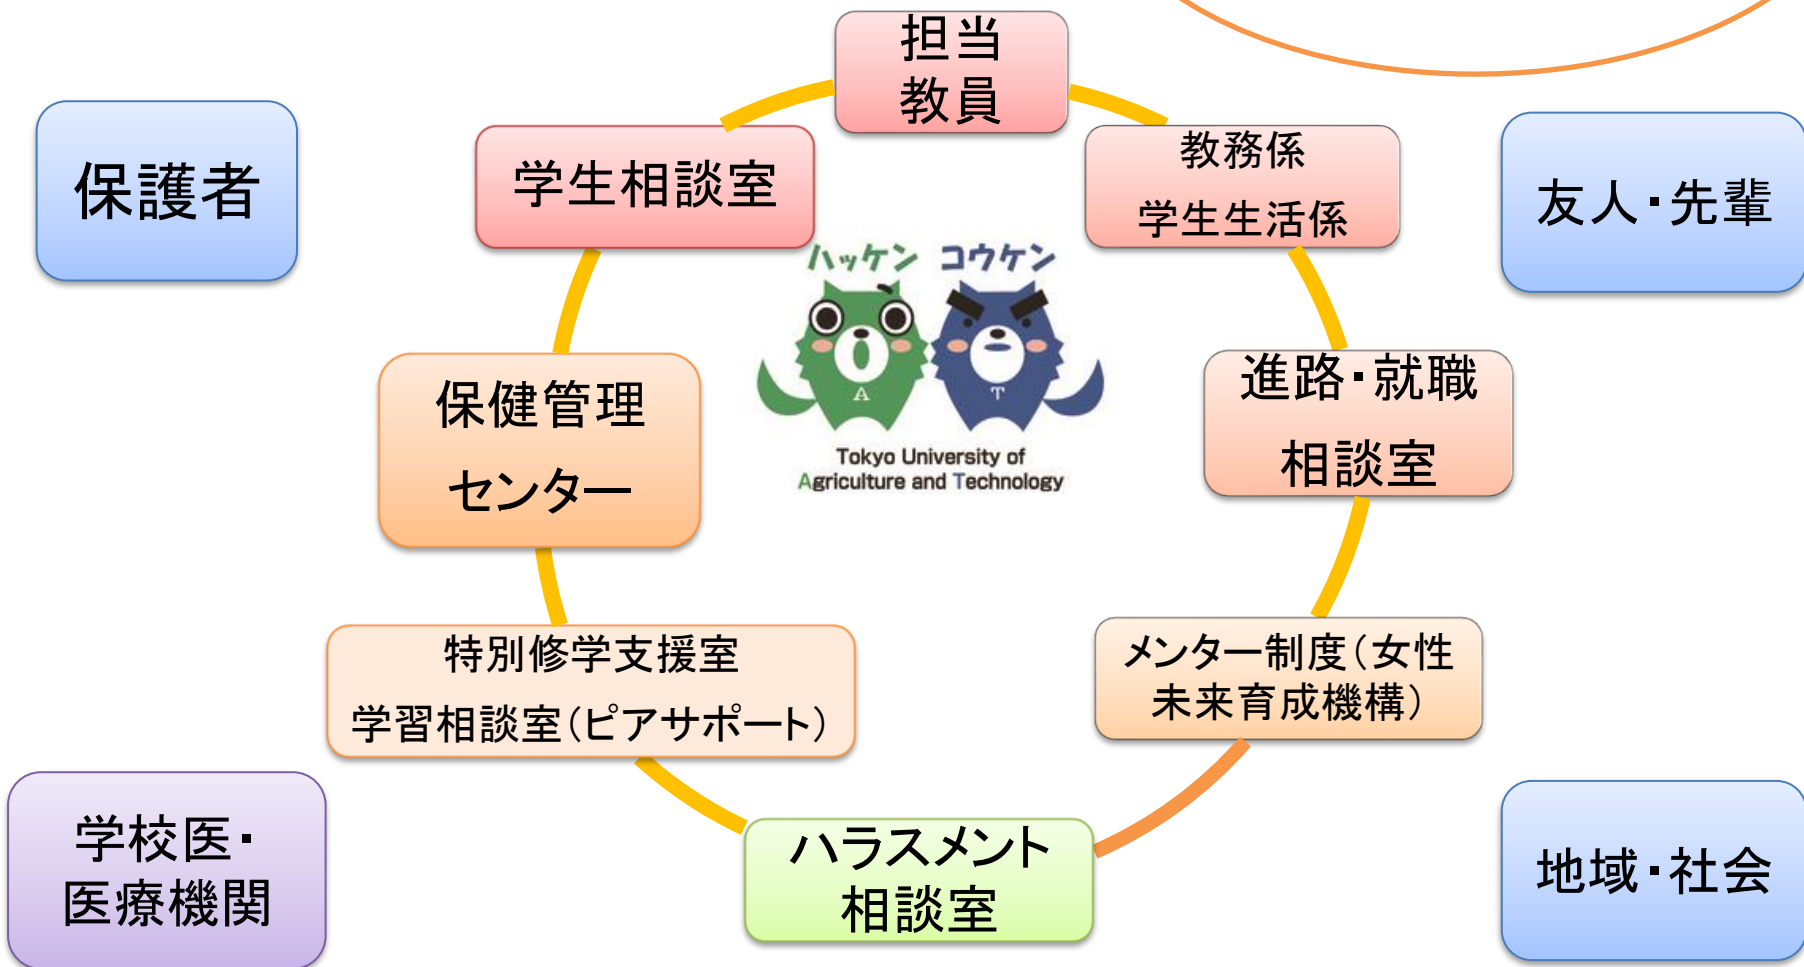 担当
教員
保護者
学生相談室
教務係
学生生活係
友人・先輩
ハッケン コウケン
A T
Tokyo University of
Agriculture and Technology
保健管理
センター
進路・就職
相談室
特別修学支援室
学習相談室(ピアサポート)
メンター制度(女性
未来育成機構)
学校医・
医療機関
ハラスメント
相談室
地域・社会